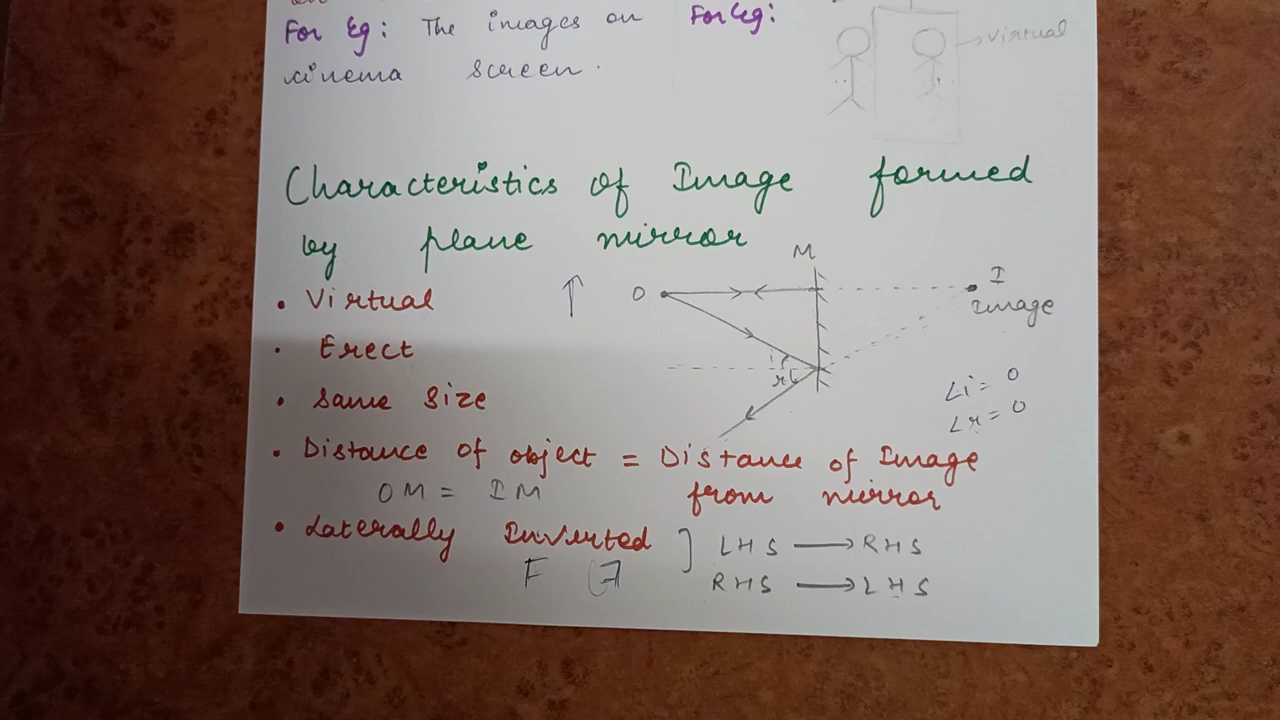 For Eg: The images on
cinema screen.
For Eg:
Virtual
Characteristics of Image formed
by plane mirror
M
• Virtual
O
I
Image
• Erect
i
r
• Same Size
∠i = 0
∠r = 0
• Distance of object = Distance of Image
from mirror
OM = IM
• Laterally Inverted ] LHS → RHS
F
RHS → LHS